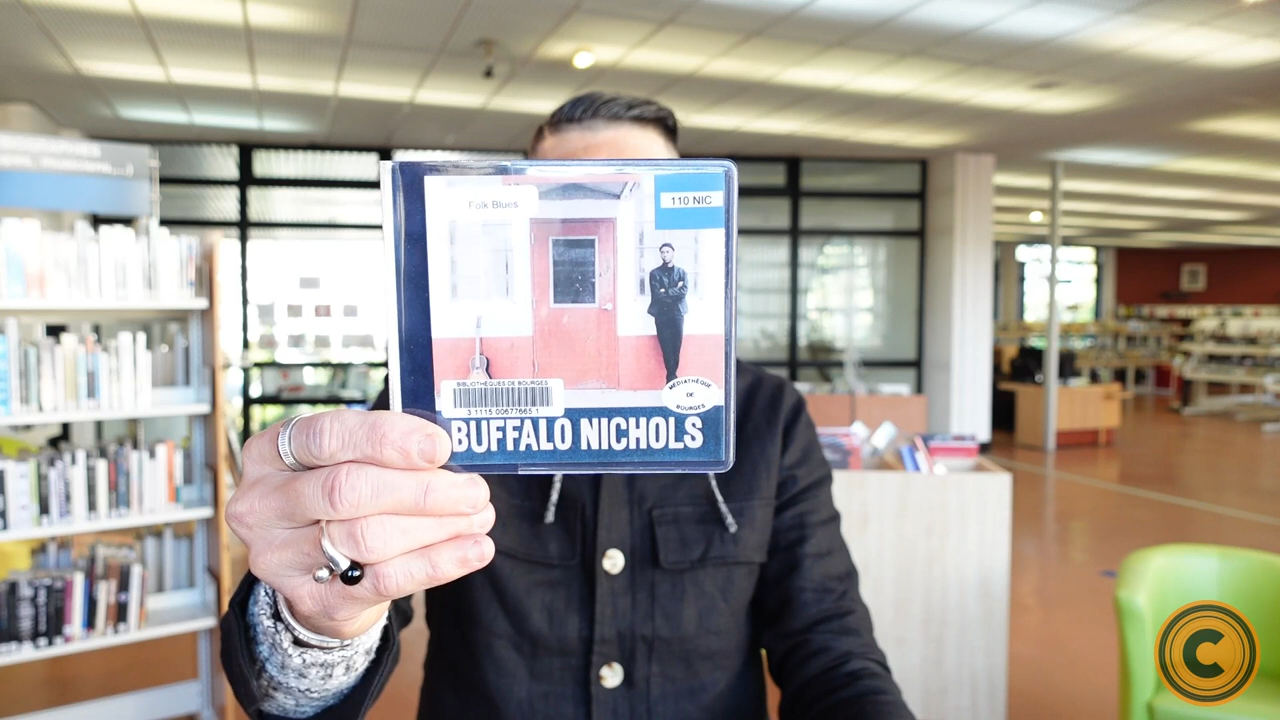 Folk Blues
110 NIC
BIBLIOTHÈQUES DE BOURGES
3 1115 00677665 1
MÉDIATHÈQUE
DE
BOURGES
BUFFALO NICHOLS
C